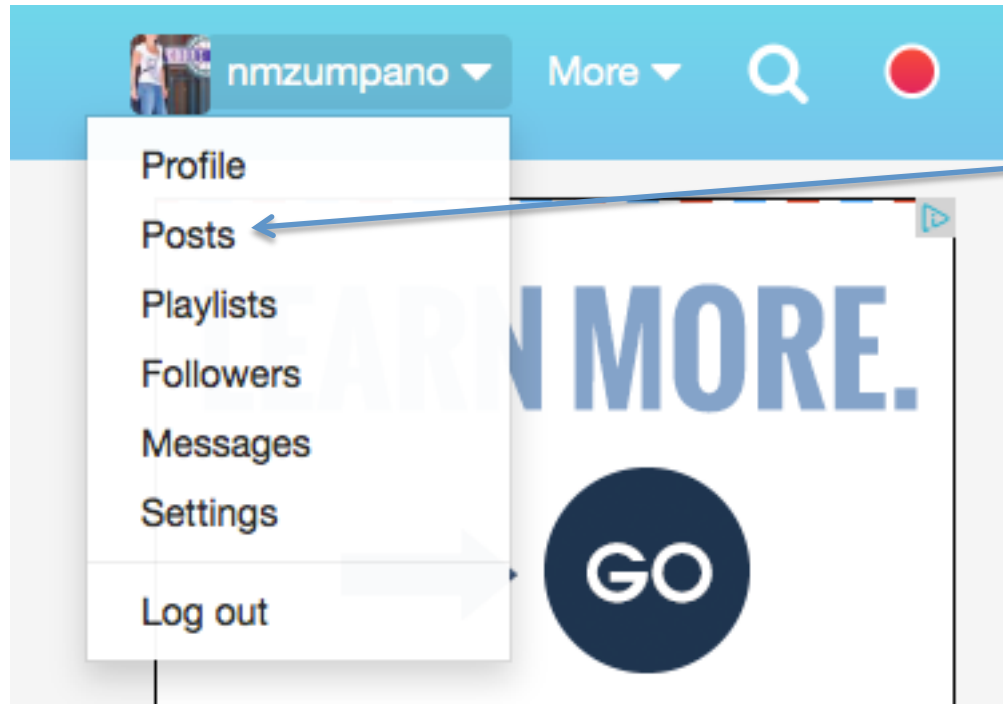 nmzumpano More
Profile
Posts
Playlists
Followers
Messages
Settings
Log out
LEARN MORE.
GO